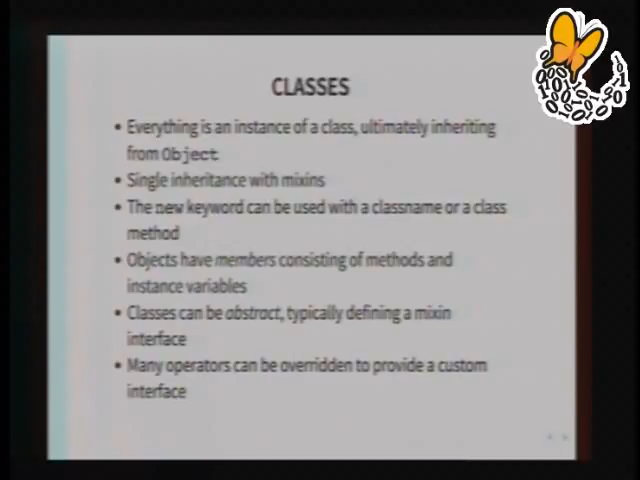 CLASSES
• Everything is an instance of a class, ultimately inheriting
from Object
• Single inheritance with mixins
• The new keyword can be used with a classname or a class
method
• Objects have members consisting of methods and
instance variables
• Classes can be abstract, typically defining a mixin
interface
• Many operators can be overridden to provide a custom
interface